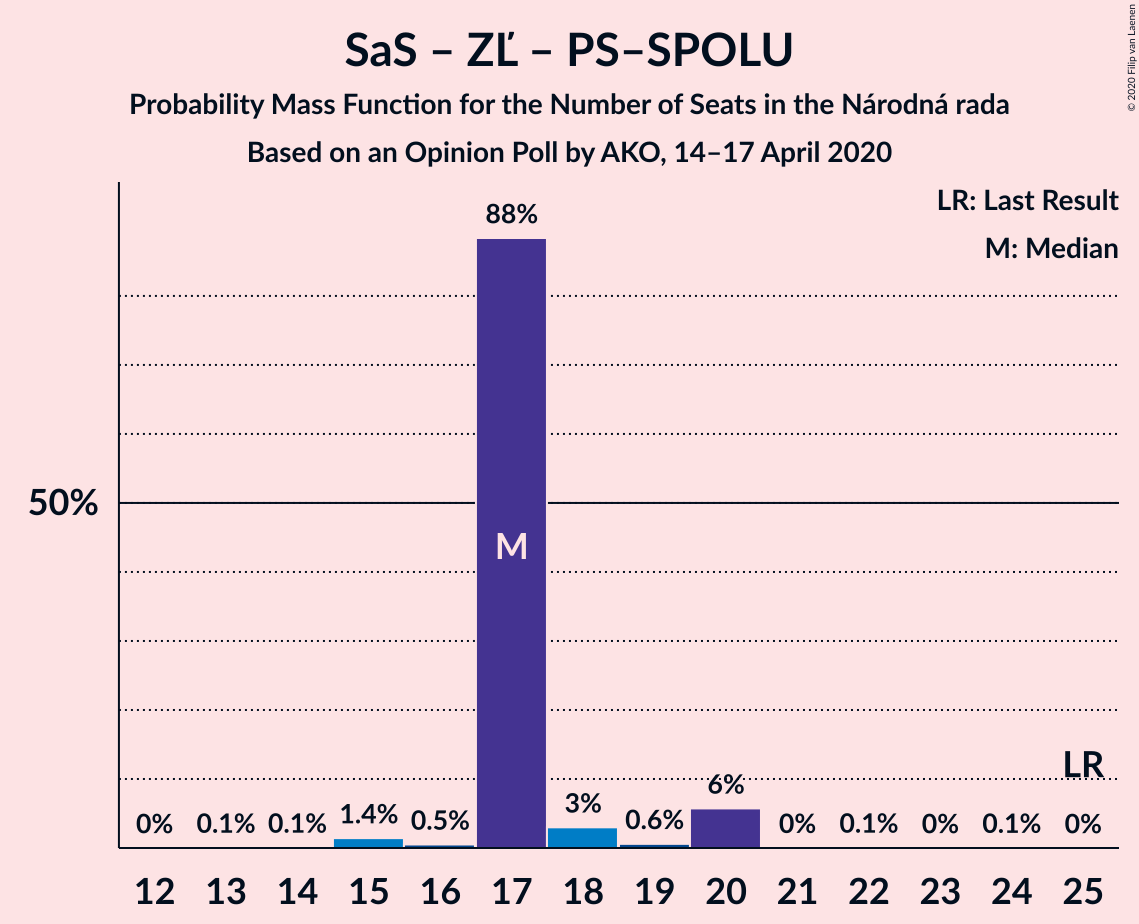 SaS – ZĽ – PS–SPOLU
Probability Mass Function for the Number of Seats in the Národná rada
Based on an Opinion Poll by AKO, 14–17 April 2020
© 2020 Filip van Laenen
LR: Last Result
M: Median
88%
50%
M
LR
0% 0.1% 0.1% 1.4% 0.5% 3% 0.6% 6% 0% 0.1% 0% 0.1% 0%
12 13 14 15 16 17 18 19 20 21 22 23 24 25